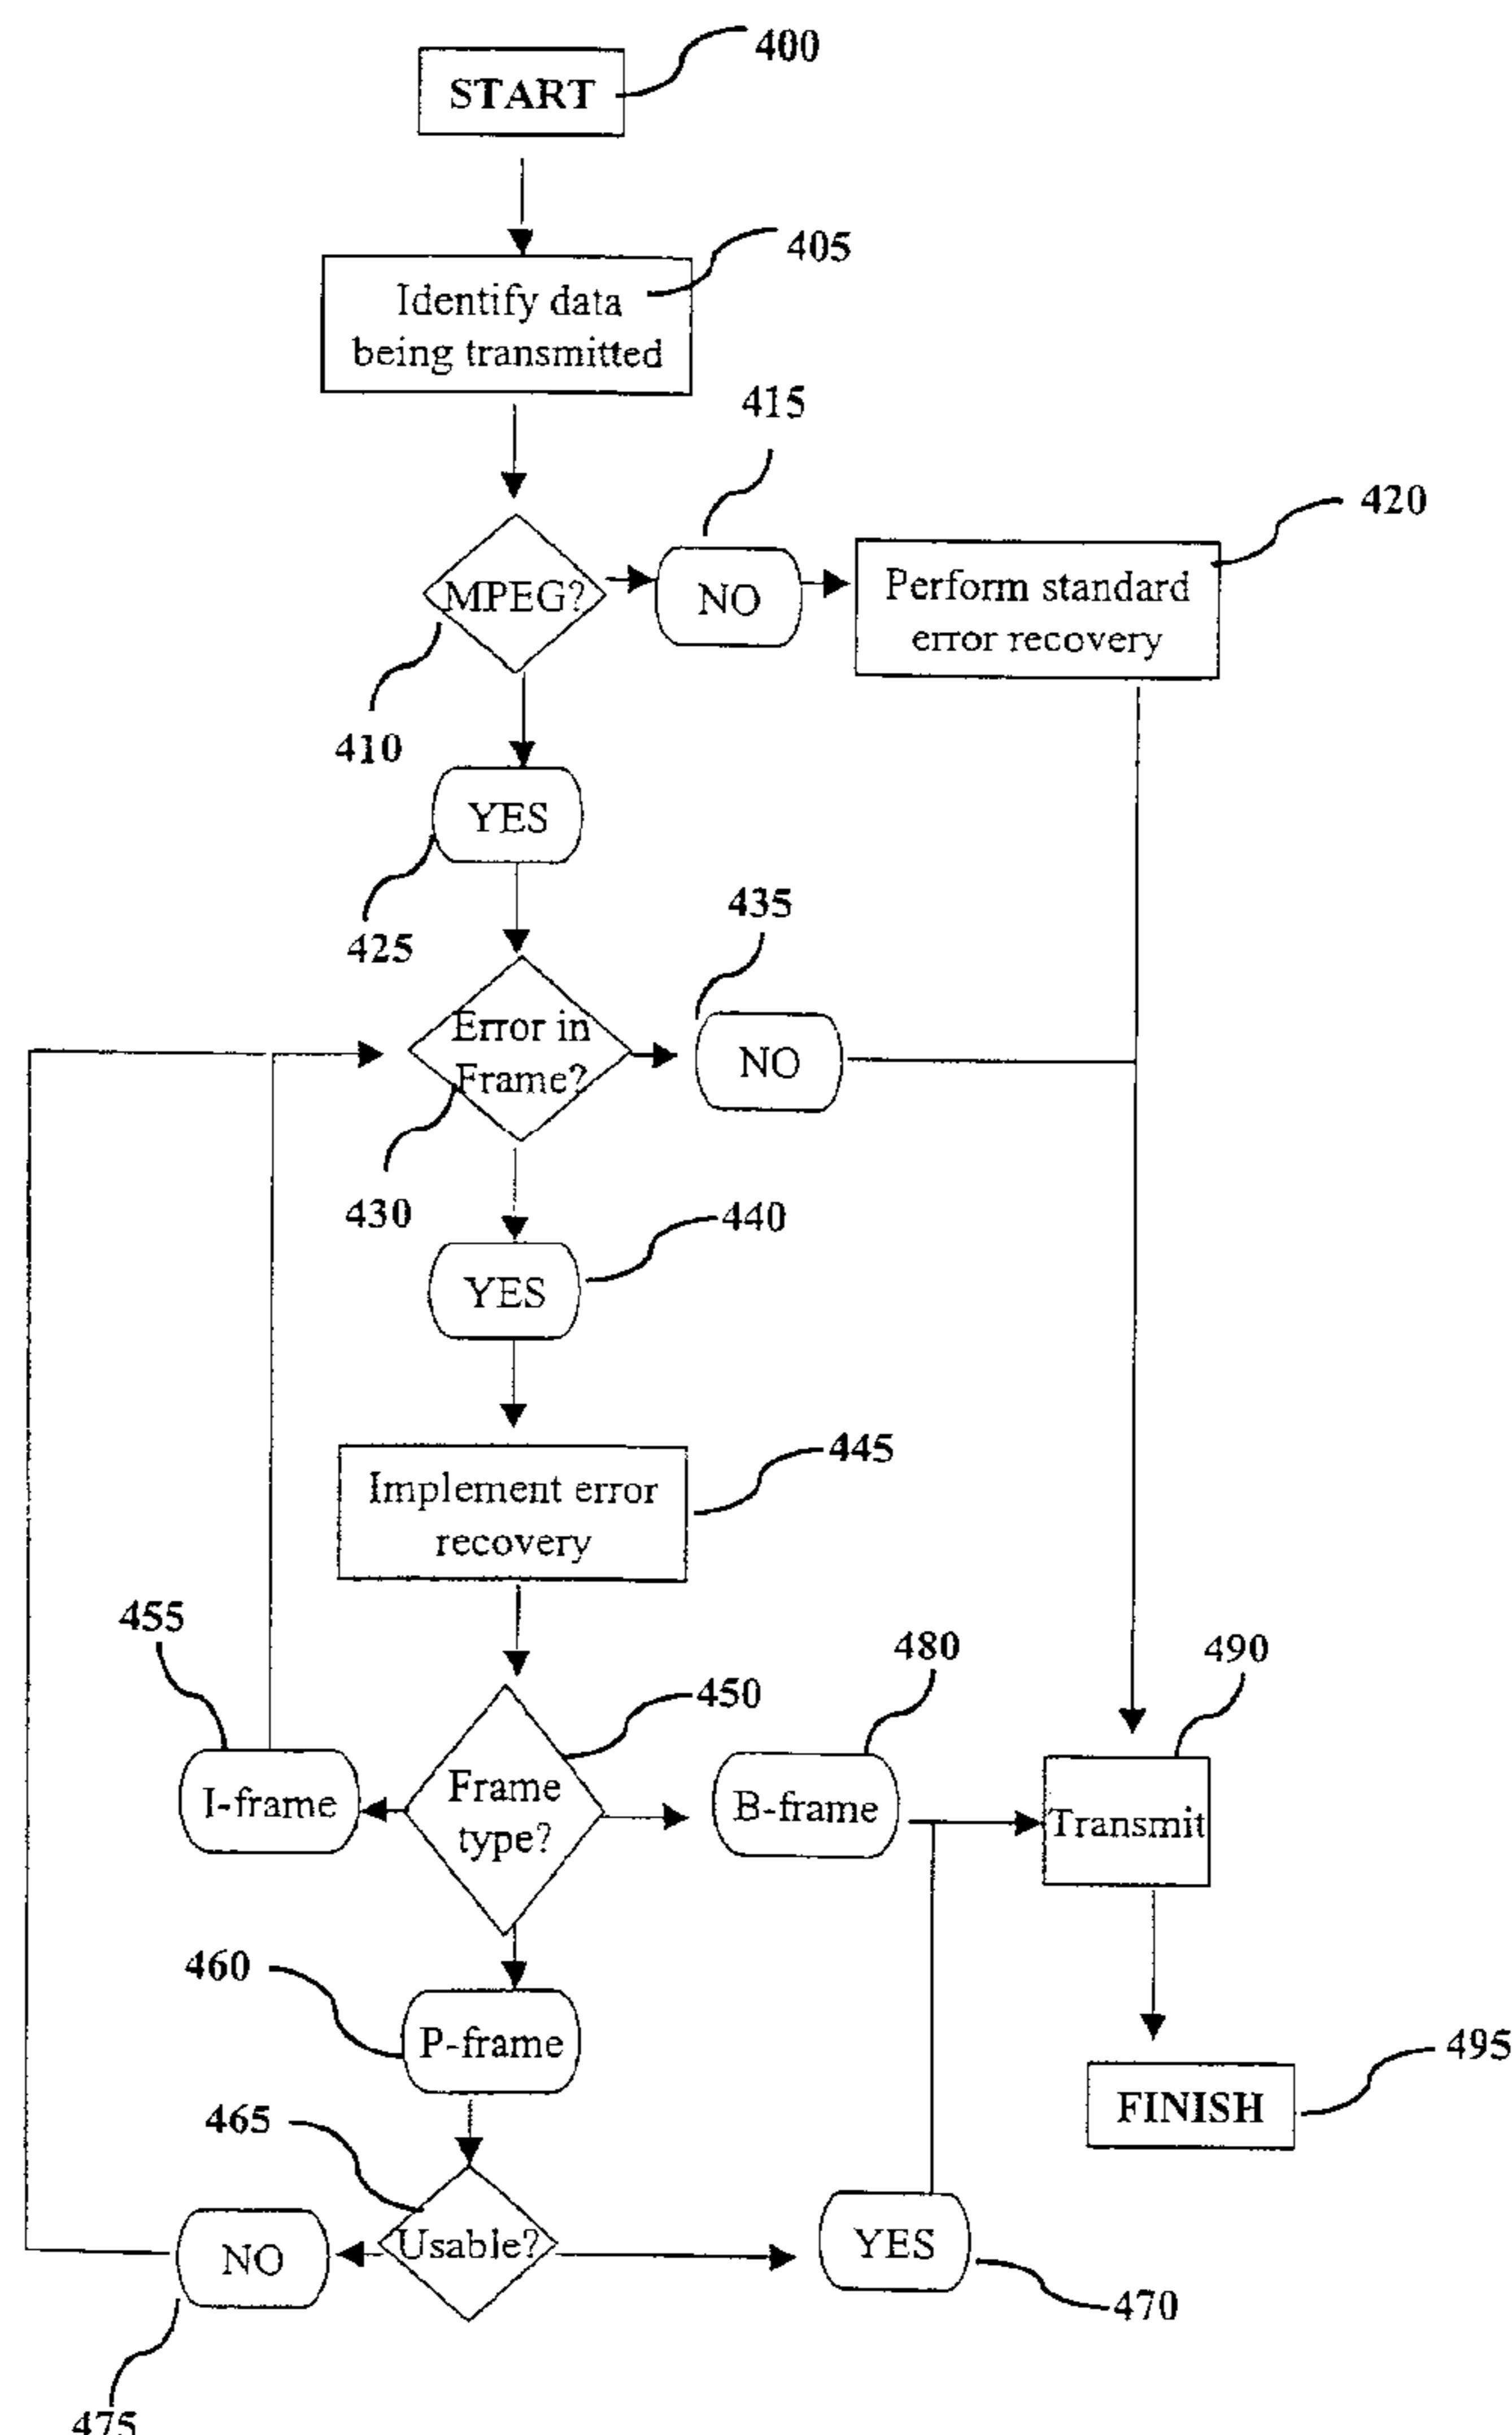 400
START
405
Identify data
being transmitted
415
420
MPEG?
NO
Perform standard
error recovery
410
YES
425
435
Error in
Frame?
NO
430
440
YES
445
Implement error
recovery
455
480
490
450
I-frame
Frame
type?
B-frame
Transmit
460
P-frame
495
FINISH
465
Usable?
NO
YES
470
475